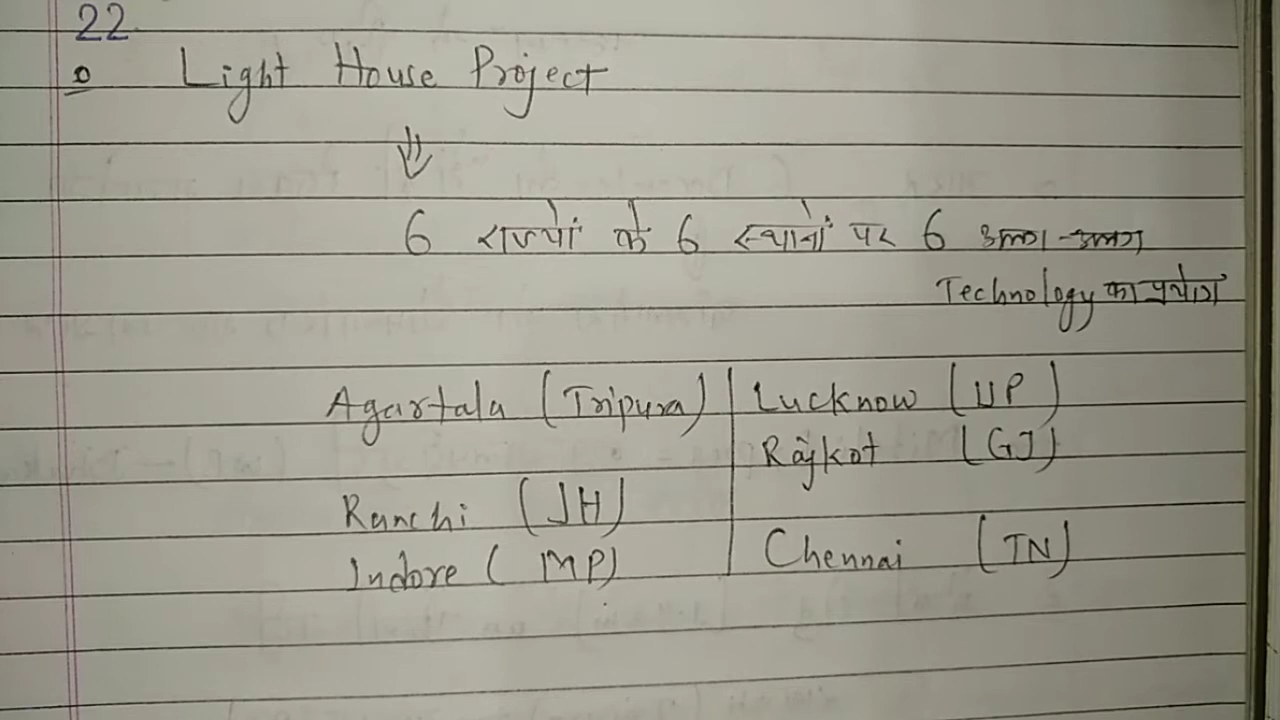 22
Light House Project
6 राज्यों के 6 स्थानों पर 6 अलग-अलग
Technology का प्रयोग
Agartala (Tripura) | Lucknow (UP)
Rajkot (GJ)
Ranchi (JH)
Indore (MP) | Chennai (TN)